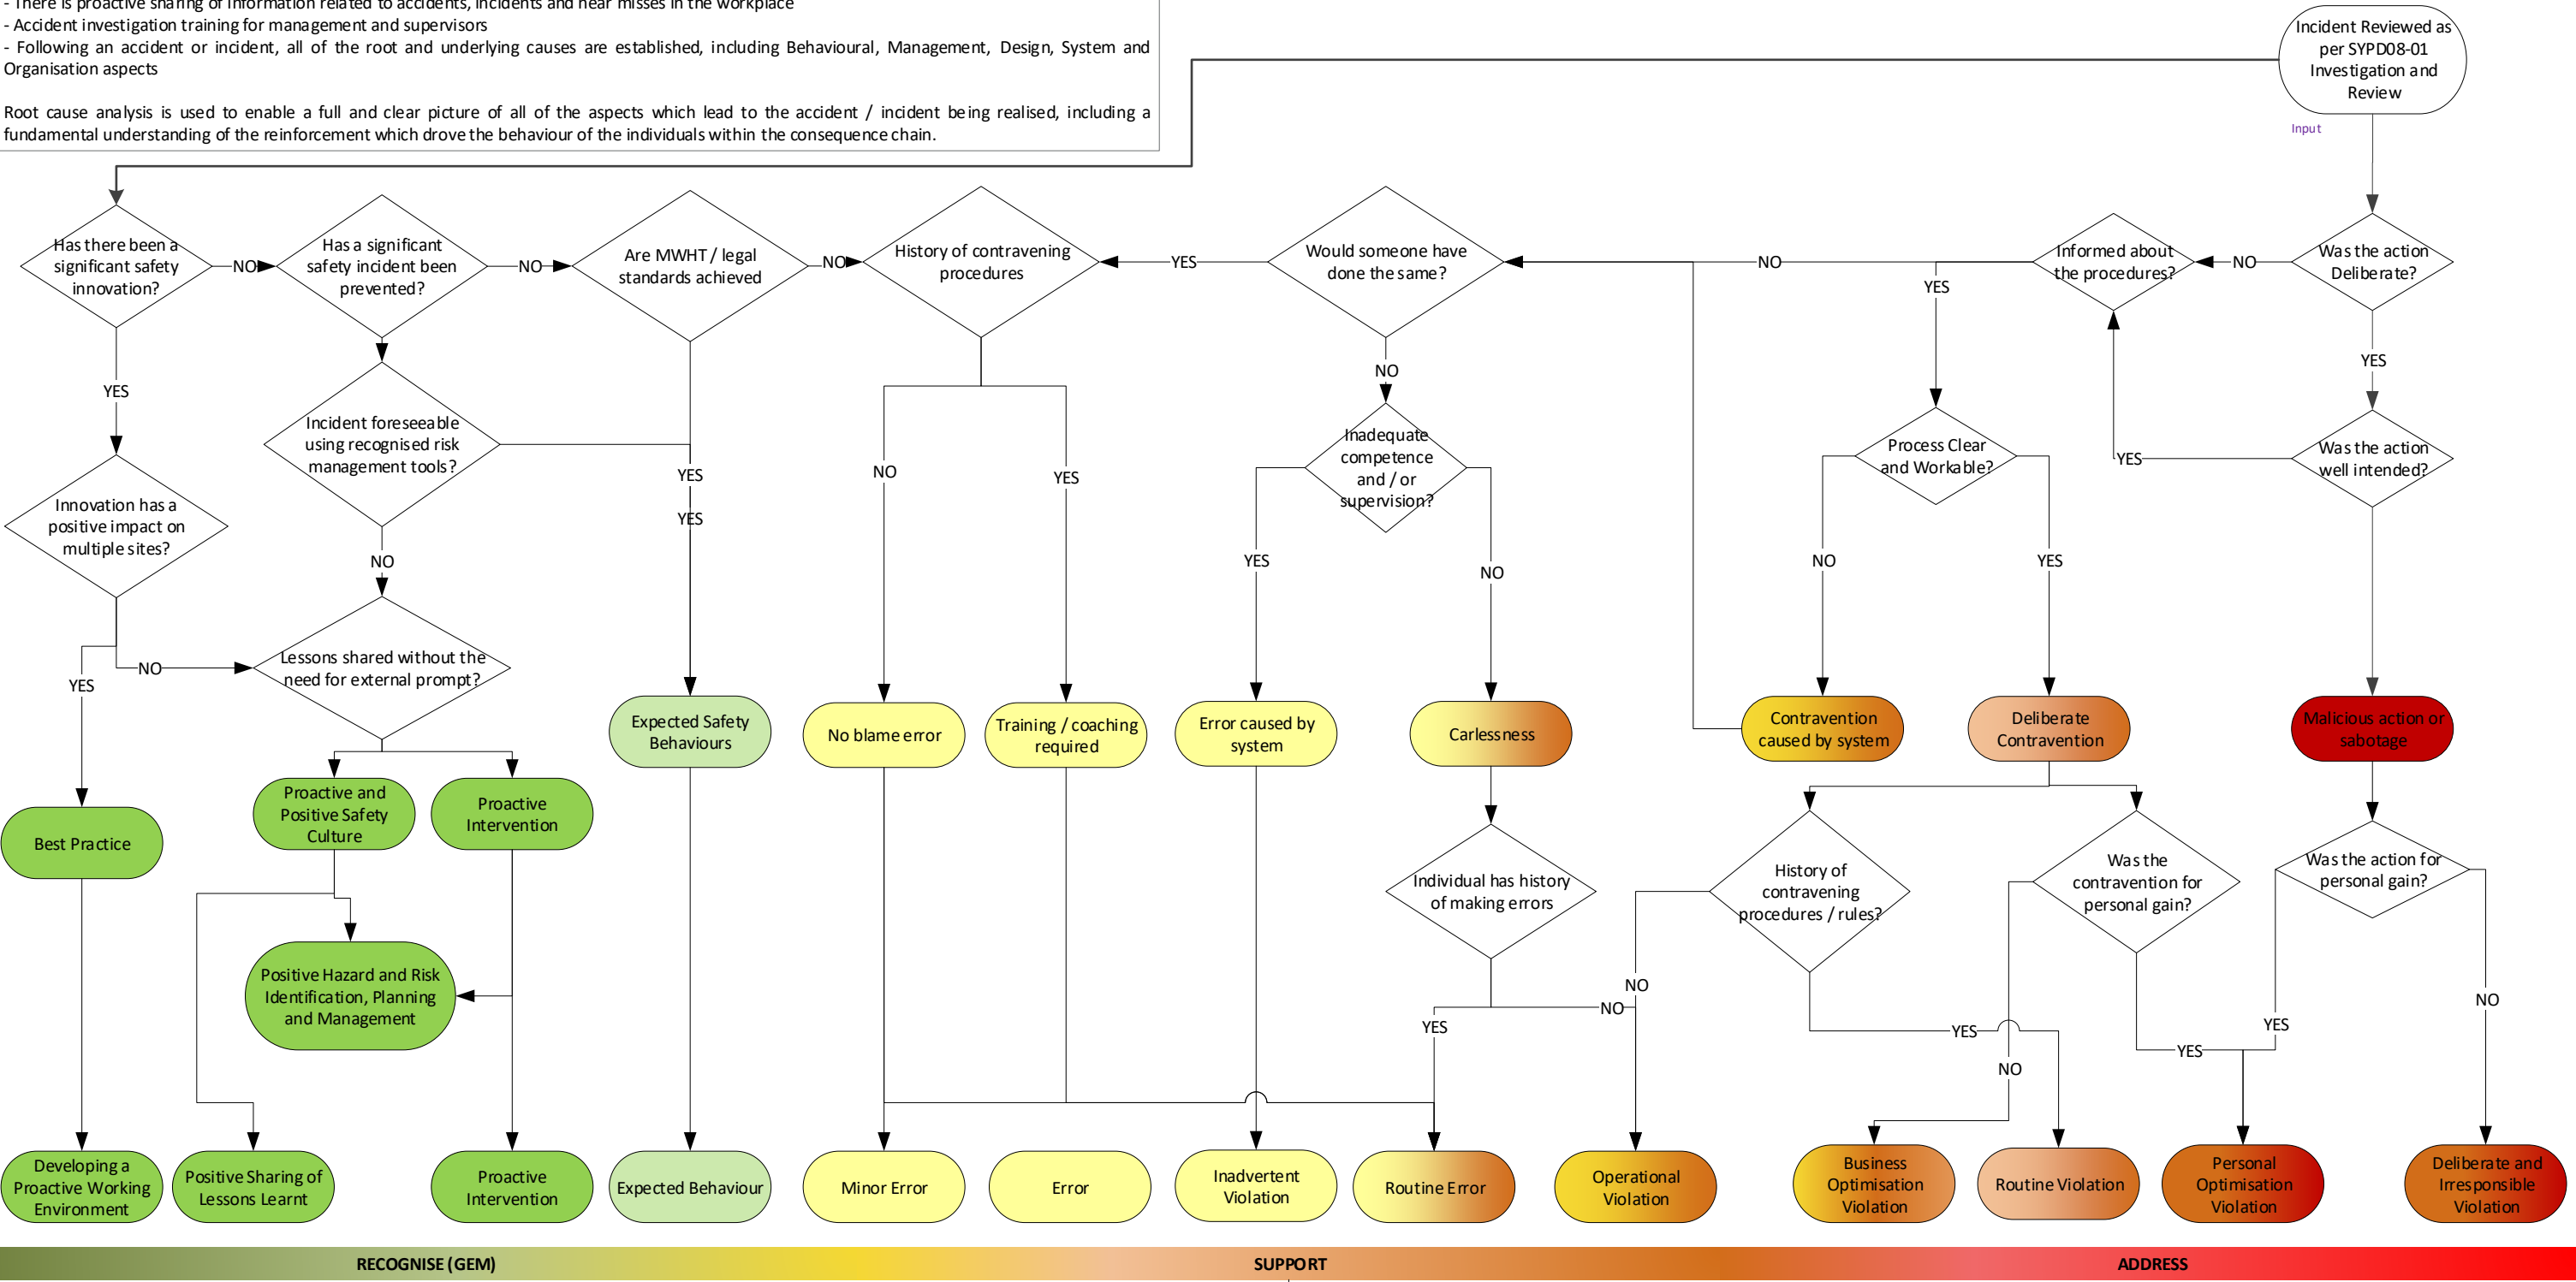 - There is proactive sharing of information related to accidents, incidents and near misses in the workplace
- Accident investigation training for management and supervisors
- Following an accident or incident, all of the root and underlying causes are established, including Behavioural, Management, Design, System and
Organisation aspects
Root cause analysis is used to enable a full and clear picture of all of the aspects which lead to the accident / incident being realised, including a
fundamental understanding of the reinforcement which drove the behaviour of the individuals within the consequence chain.
Incident Reviewed as
per SYPD08-01
Investigation and
Review
Input
Has there been a
significant safety
innovation?
NO
Has a significant
safety incident been
prevented?
NO
Are MWHT / legal
standards achieved
NO
History of contravening
procedures
YES
Would someone have
done the same?
NO
Informed about
the procedures?
NO
Was the action
Deliberate?
YES
YES
YES
NO
Incident foreseeable
using recognised risk
management tools?
Inadequate
competence
and / or
supervision?
Process Clear
and Workable?
YES
Was the action
well intended?
NO
YES
YES
YES
Innovation has a
positive impact on
multiple sites?
NO
YES
NO
NO
YES
Lessons shared without the
need for external prompt?
NO
YES
Expected Safety
Behaviours
No blame error
Training / coaching
required
Error caused by
system
Carlessness
Contravention
caused by system
Deliberate
Contravention
Malicious action or
sabotage
Best Practice
Proactive and
Positive Safety
Culture
Proactive
Intervention
Individual has history
of making errors
History of
contravening
procedures / rules?
Was the
contravention for
personal gain?
Was the action for
personal gain?
Positive Hazard and Risk
Identification, Planning
and Management
NO
NO
YES
YES
NO
YES
YES
NO
NO
Developing a
Proactive Working
Environment
Positive Sharing of
Lessons Learnt
Proactive
Intervention
Expected Behaviour
Minor Error
Error
Inadvertent
Violation
Routine Error
Operational
Violation
Business
Optimisation
Violation
Routine Violation
Personal
Optimisation
Violation
Deliberate and
Irresponsible
Violation
RECOGNISE (GEM)
SUPPORT
ADDRESS